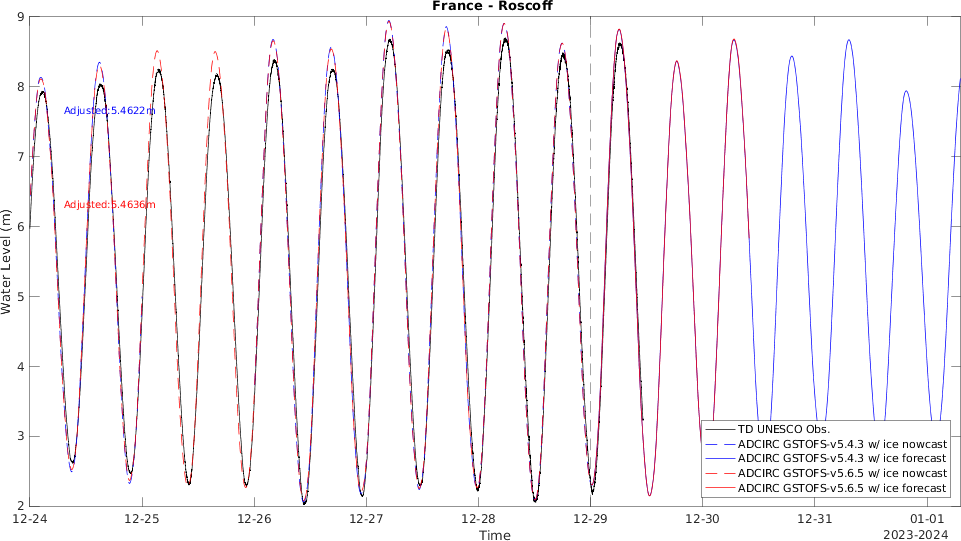 France - Roscoff
9
8
7
6
5
4
3
2
Water Level (m)
Adjusted:5.4622m
Adjusted:5.4636m
TD UNESCO Obs.
ADCIRC GSTOFS-v5.4.3 w/ ice nowcast
ADCIRC GSTOFS-v5.4.3 w/ ice forecast
ADCIRC GSTOFS-v5.6.5 w/ ice nowcast
ADCIRC GSTOFS-v5.6.5 w/ ice forecast
12-24 12-25 12-26 12-27 12-28 12-29 12-30 12-31 01-01
Time
2023-2024